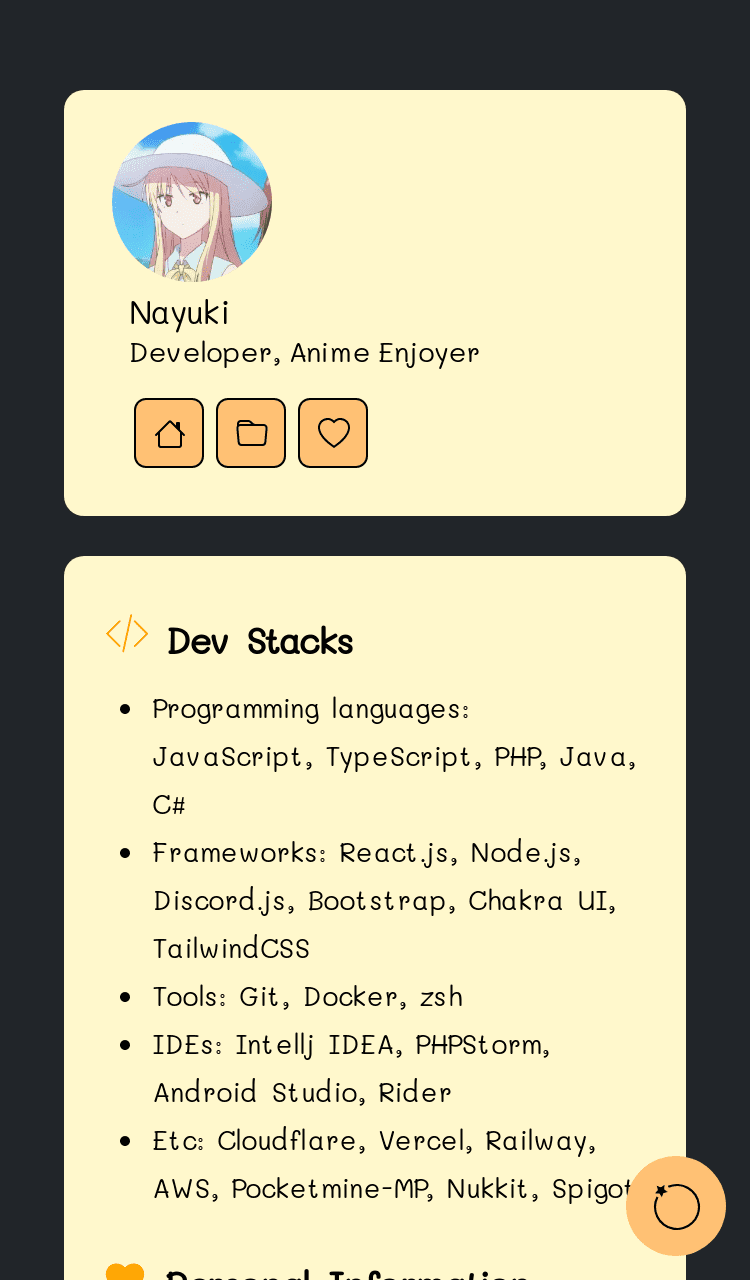 Nayuki
Developer, Anime Enjoyer
Dev Stacks
Programming languages:
JavaScript, TypeScript, PHP, Java,
C#
Frameworks: React.js, Node.js,
Discord.js, Bootstrap, Chakra UI,
TailwindCSS
Tools: Git, Docker, zsh
IDEs: Intellj IDEA, PHPStorm,
Android Studio, Rider
Etc: Cloudflare, Vercel, Railway,
AWS, Pocketmine-MP, Nukkit, Spigot
Personal Information